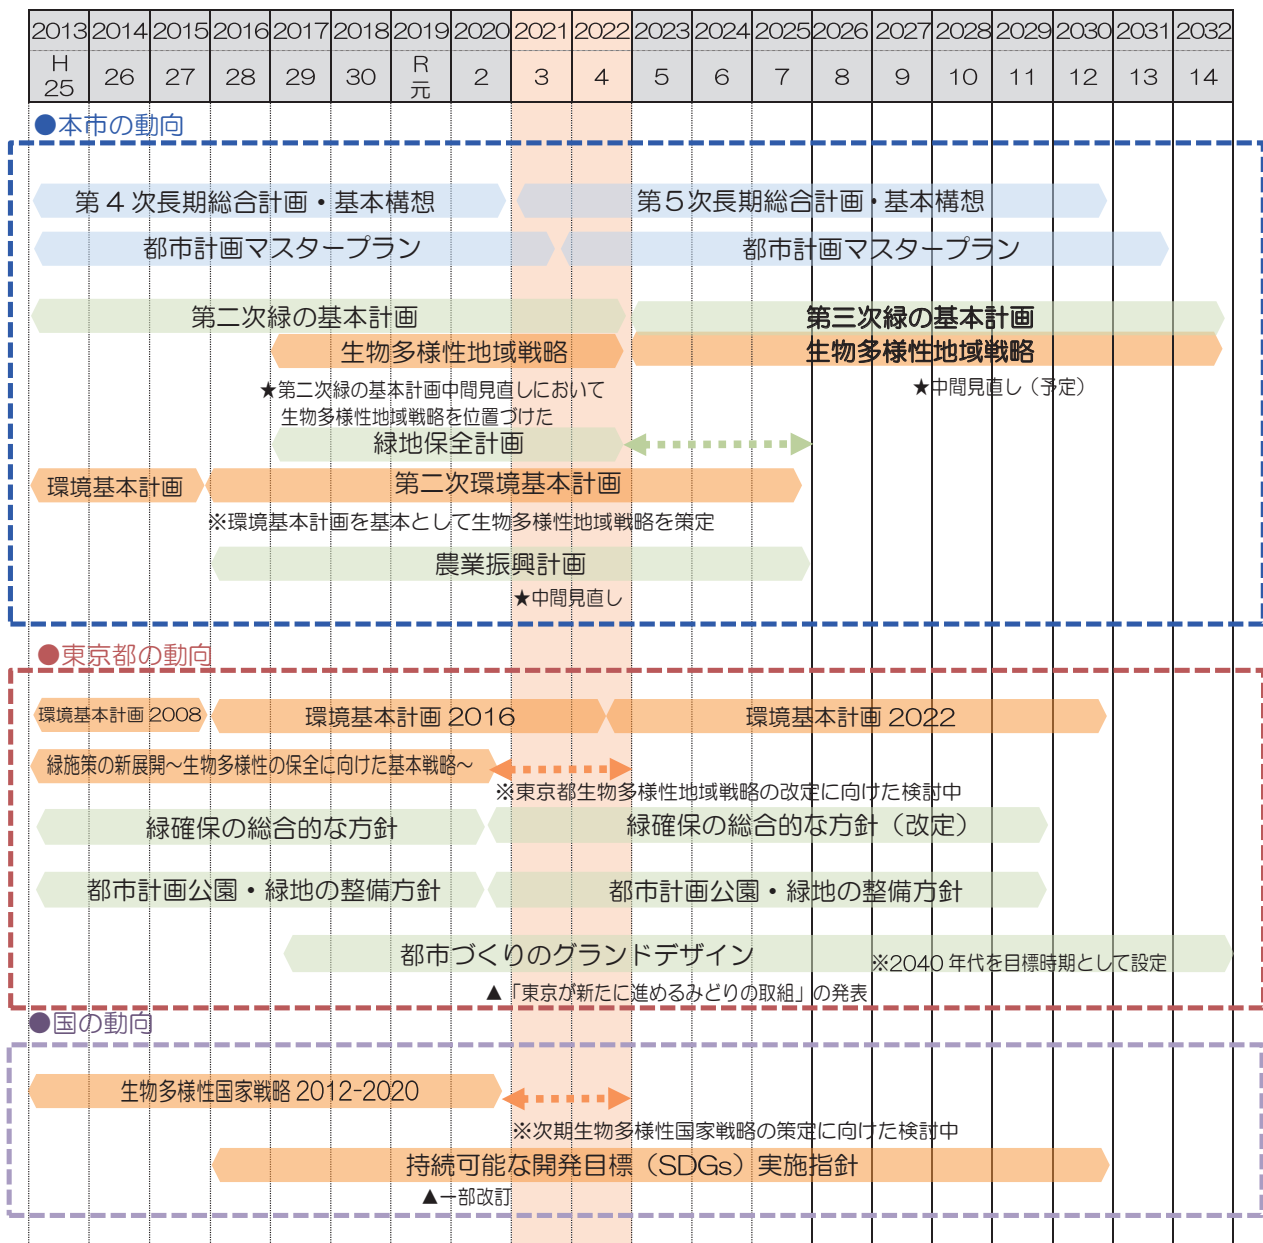 2013 2014 2015 2016 2017 2018 2019 2020 2021 2022 2023 2024 2025 2026 2027 2028 2029 2030 2031 2032
H25 26 27 28 29 30 R元 2 3 4 5 6 7 8 9 10 11 12 13 14
●本市の動向
第４次長期総合計画・基本構想 第５次長期総合計画・基本構想
都市計画マスタープラン 都市計画マスタープラン
第二次緑の基本計画 第三次緑の基本計画
生物多様性地域戦略 生物多様性地域戦略
★第二次緑の基本計画中間見直しにおいて ★中間見直し（予定）
生物多様性地域戦略を位置づけた
緑地保全計画
環境基本計画 第二次環境基本計画
※環境基本計画を基本として生物多様性地域戦略を策定
農業振興計画
★中間見直し
●東京都の動向
環境基本計画 2008 環境基本計画 2016 環境基本計画 2022
緑施策の新展開～生物多様性の保全に向けた基本戦略～
※東京都生物多様性地域戦略の改定に向けた検討中
緑確保の総合的な方針 緑確保の総合的な方針（改定）
都市計画公園・緑地の整備方針 都市計画公園・緑地の整備方針
都市づくりのグランドデザイン ※2040 年代を目標時期として設定
▲「東京が新たに進めるみどりの取組」の発表
●国の動向
生物多様性国家戦略 2012-2020
※次期生物多様性国家戦略の策定に向けた検討中
持続可能な開発目標（SDGs）実施指針
▲一部改訂